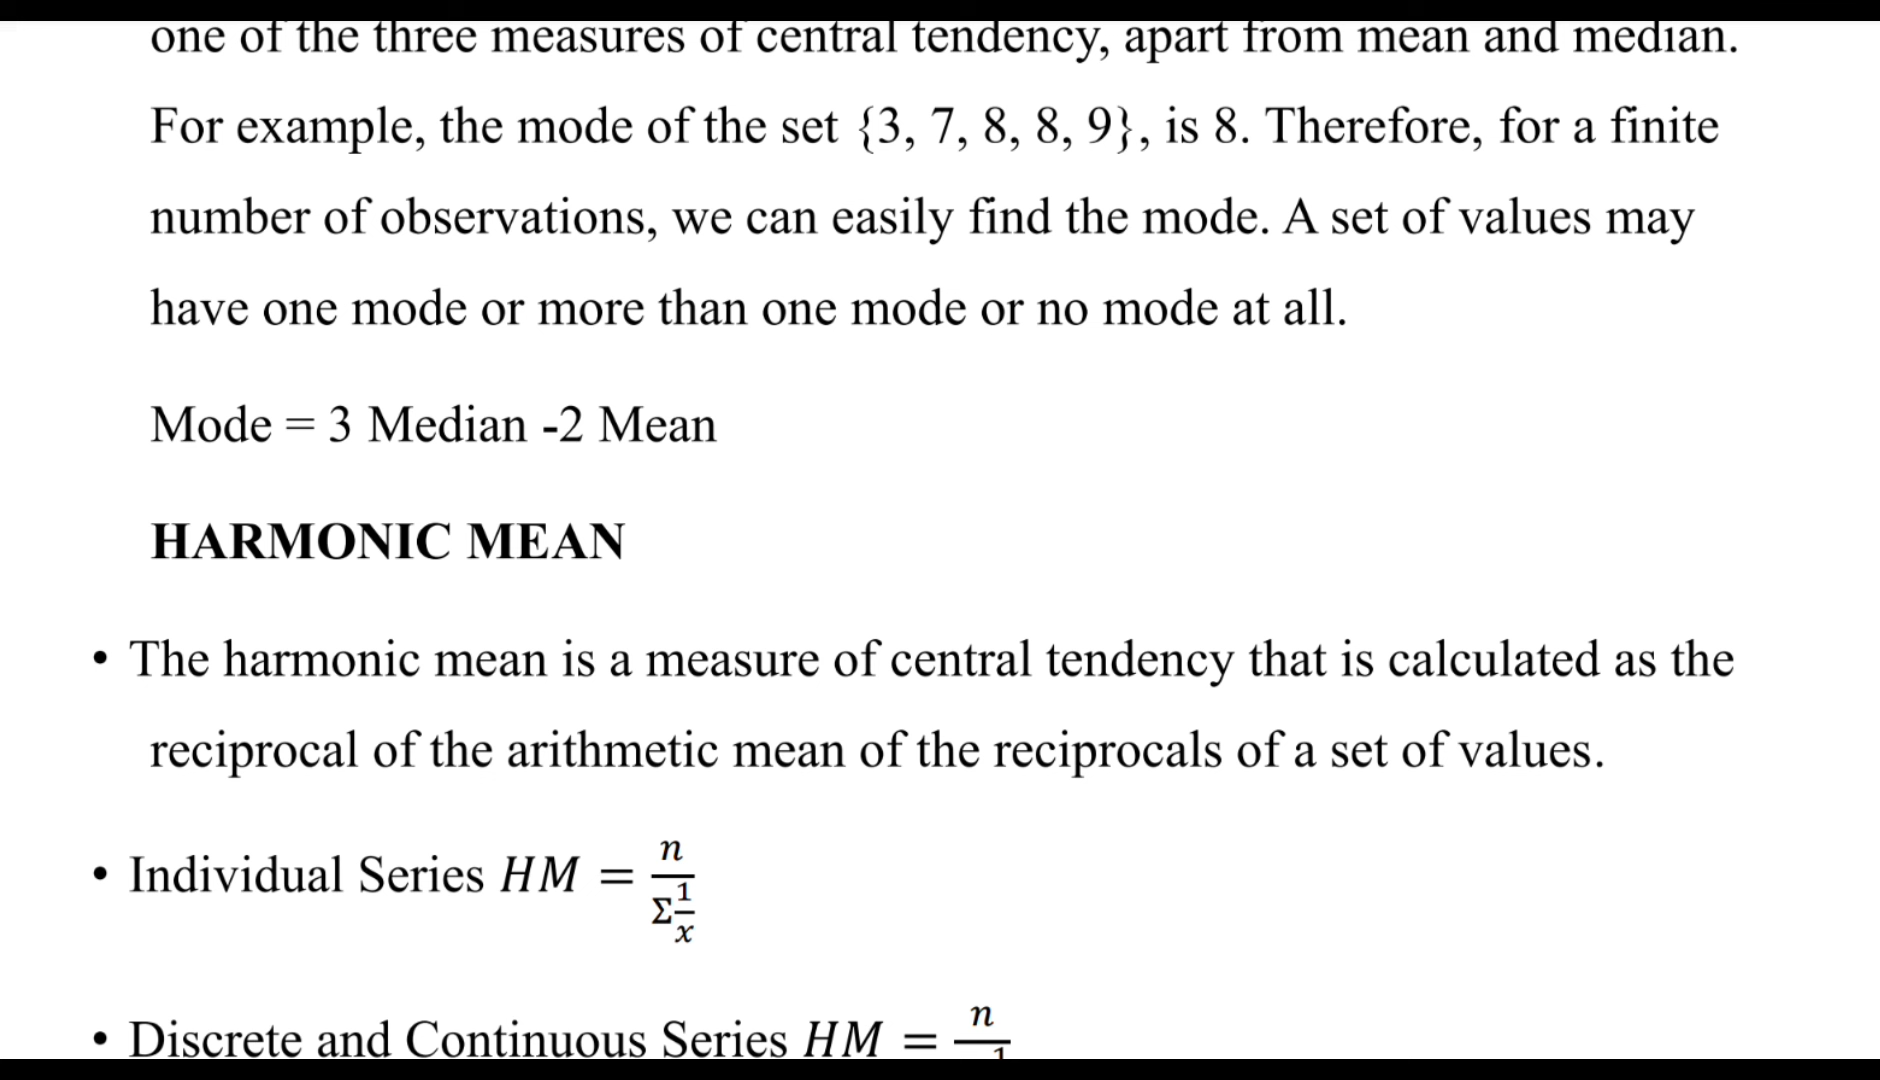 one of the three measures of central tendency, apart from mean and median.
For example, the mode of the set {3, 7, 8, 8, 9}, is 8. Therefore, for a finite
number of observations, we can easily find the mode. A set of values may
have one mode or more than one mode or no mode at all.
Mode = 3 Median -2 Mean
HARMONIC MEAN
• The harmonic mean is a measure of central tendency that is calculated as the
reciprocal of the arithmetic mean of the reciprocals of a set of values.
• Individual Series HM = n / Σ 1/x
• Discrete and Continuous Series HM = n